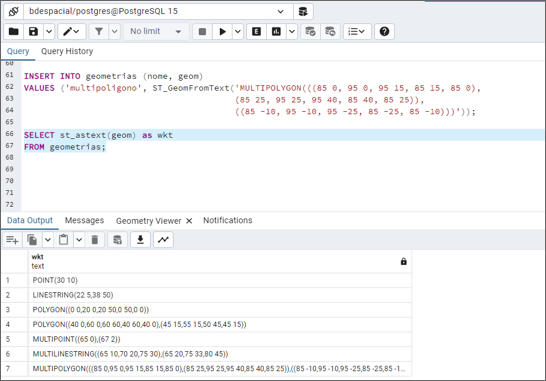 bdespacial/postgres@PostgreSQL 15
No limit
Query Query History
60
61 INSERT INTO geometrias (nome, geom)
62 VALUES ('multipoligono', ST_GeomFromText('MULTIPOLYGON(((85 0, 95 0, 95 15, 85 15, 85 0),
63 (85 25, 95 25, 95 40, 85 40, 85 25)),
64 ((85 -10, 95 -10, 95 -25, 85 -25, 85 -10)))'));
65
66 SELECT st_astext(geom) as wkt
67 FROM geometrias;
68
69
70
71
72
Data Output Messages Geometry Viewer Notifications
wkt
text
1 POINT(30 10)
2 LINESTRING(22 5,38 50)
3 POLYGON((0 0,20 0,20 50,0 50,0 0))
4 POLYGON((40 0,60 0,60 60,40 60,40 0),(45 15,55 15,50 45,45 15))
5 MULTIPOINT((65 0),(67 2))
6 MULTILINESTRING((65 10,70 20,75 30),(65 20,75 33,80 45))
7 MULTIPOLYGON(((85 0,95 0,95 15,85 15,85 0),(85 25,95 25,95 40,85 40,85 25)),((85 -10,95 -10,95 -25,85 -25,85 -1...